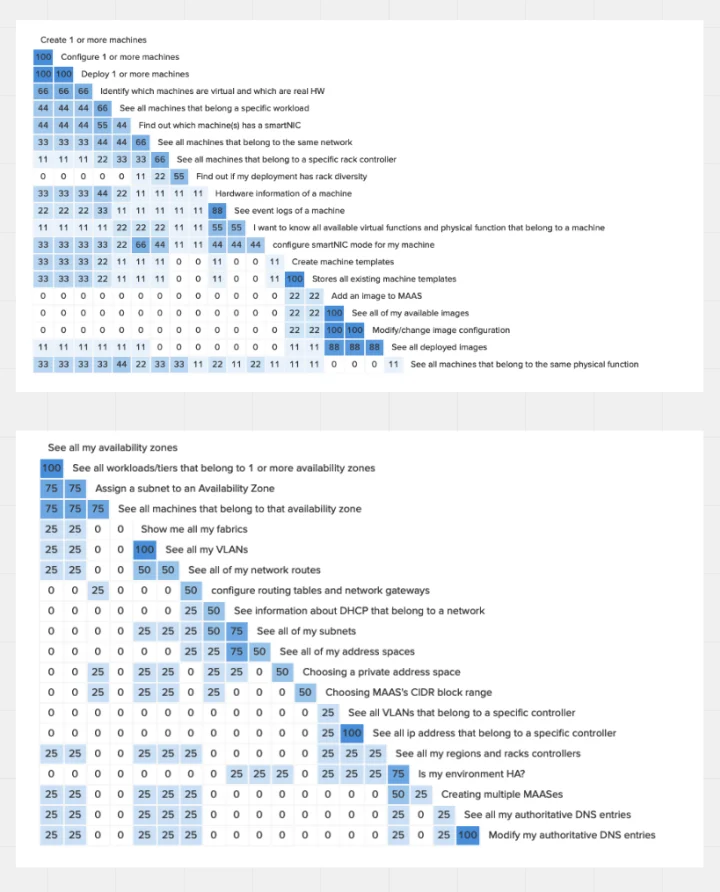 Create 1 or more machines
100 Configure 1 or more machines
100 100 Deploy 1 or more machines
66 66 66 Identify which machines are virtual and which are real HW
44 44 44 66 See all machines that belong a specific workload
44 44 44 55 44 Find out which machine(s) has a smartNIC
33 33 33 44 44 66 See all machines that belong to the same network
11 11 11 22 33 33 66 See all machines that belong to a specific rack controller
0 0 0 0 0 11 22 55 Find out if my deployment has rack diversity
33 33 33 44 22 11 11 11 11 Hardware information of a machine
22 22 22 33 11 11 11 11 11 88 See event logs of a machine
11 11 11 11 22 22 22 11 11 55 55 I want to know all available virtual functions and physical function that belong to a machine
33 33 33 33 22 66 44 11 11 44 44 44 configure smartNIC mode for my machine
33 33 33 22 11 11 11 0 0 11 0 0 11 Create machine templates
33 33 33 22 11 11 11 0 0 11 0 0 11 100 Stores all existing machine templates
0 0 0 0 0 0 0 0 0 0 0 0 0 22 22 Add an image to MAAS
0 0 0 0 0 0 0 0 0 0 0 0 0 22 22 100 See all of my available images
0 0 0 0 0 0 0 0 0 0 0 0 0 22 22 100 100 Modify/change image configuration
11 11 11 11 11 11 0 0 0 0 0 0 0 11 11 88 88 88 See all deployed images
33 33 33 33 44 22 33 33 11 22 11 22 11 11 11 0 0 0 11 See all machines that belong to the same physical function
See all my availability zones
100 See all workloads/tiers that belong to 1 or more availability zones
75 75 Assign a subnet to an Availability Zone
75 75 75 See all machines that belong to that availability zone
25 25 0 0 Show me all my fabrics
25 25 0 0 100 See all my VLANs
25 25 0 0 50 50 See all of my network routes
0 0 25 0 0 0 50 configure routing tables and network gateways
0 0 0 0 0 0 25 50 See information about DHCP that belong to a network
0 0 0 0 25 25 25 50 75 See all of my subnets
0 0 0 0 0 0 25 25 75 50 See all of my address spaces
0 0 25 0 25 25 0 25 25 0 50 Choosing a private address space
0 0 25 0 25 25 0 25 0 0 0 50 Choosing MAAS's CIDR block range
0 0 0 0 0 0 0 0 0 0 0 0 25 See all VLANs that belong to a specific controller
0 0 0 0 0 0 0 0 0 0 0 0 25 100 See all ip address that belong to a specific controller
25 25 0 0 25 25 25 0 0 0 0 0 25 25 25 See all my regions and racks controllers
0 0 0 0 0 0 0 0 25 25 25 0 25 25 25 75 Is my environment HA?
25 25 0 0 25 25 25 0 0 0 0 0 0 0 0 50 25 Creating multiple MAASes
25 25 0 0 25 25 25 0 0 0 0 0 0 0 0 25 0 25 See all my authoritative DNS entries
25 25 0 0 25 25 25 0 0 0 0 0 0 0 0 25 0 25 100 Modify my authoritative DNS entries